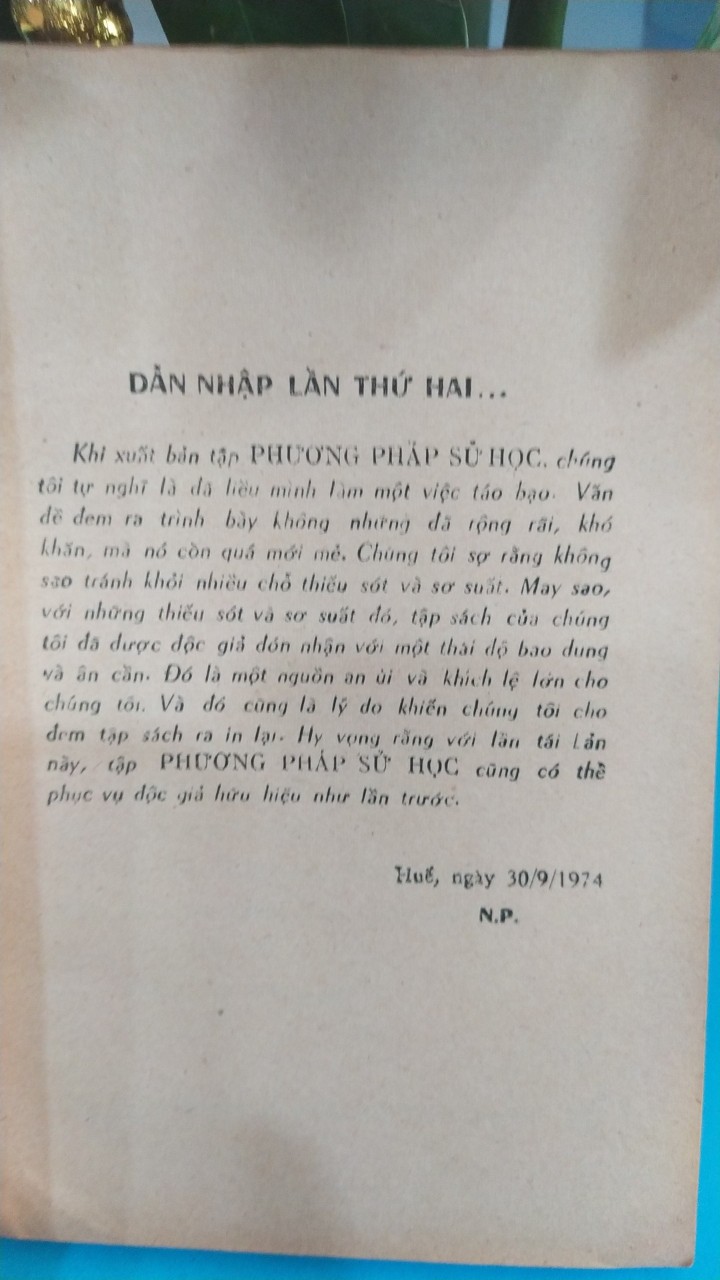 DẪN NHẬP LẦN THỨ HAI...
Khi xuất bản tập PHƯƠNG PHÁP SỬ HỌC, chúng
tôi tự nghĩ là đã liều mình làm một việc táo bạo. Vấn
đề đem ra trình bày không những đã rộng rãi, khó
khăn, mà nó còn quá mới mẻ. Chúng tôi sợ rằng không
sao tránh khỏi nhiều chỗ thiếu sót và sơ suất. May sao,
với những thiếu sót và sơ suất đó, tập sách của chúng
tôi đã được độc giả đón nhận với một thái độ bao dung
và ân cần. Đó là một nguồn an ủi và khích lệ lớn cho
chúng tôi. Và đó cũng là lý do khiến chúng tôi cho
đem tập sách ra in lại. Hy vọng rằng với lần tái bản
nầy, tập PHƯƠNG PHÁP SỬ HỌC cũng có thể
phục vụ độc giả hữu hiệu như lần trước.
Huế, ngày 30/9/1974
N.P.